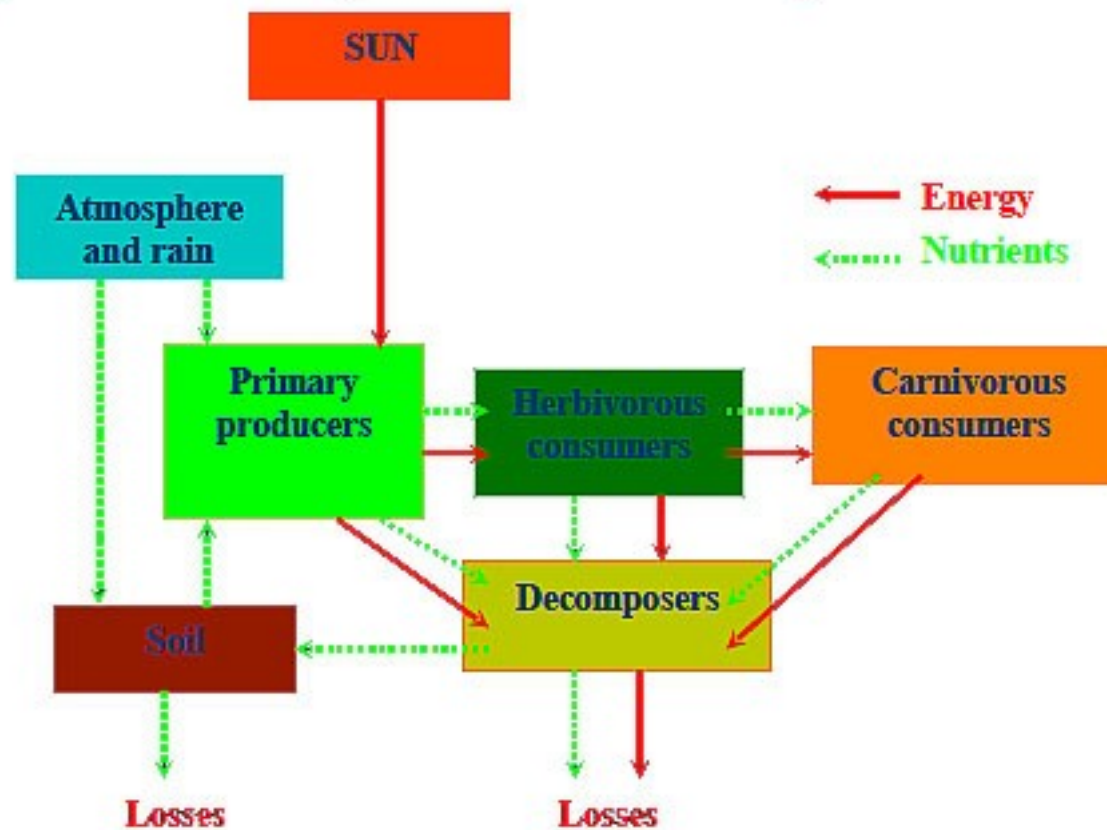 SUN
Atmosphere
and rain
Energy
Nutrients
Primary
producers
Herbivorous
consumers
Carnivorous
consumers
Decomposers
Soil
Losses
Losses